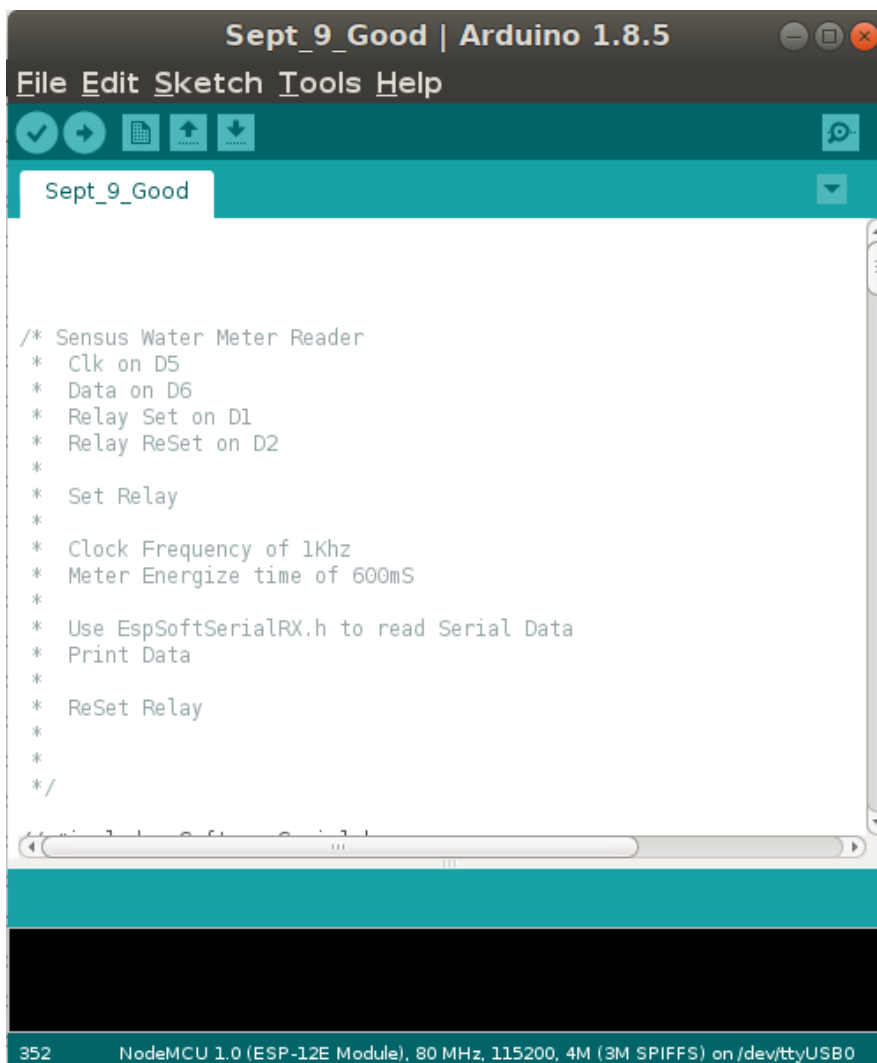 Sept_9_Good | Arduino 1.8.5
File Edit Sketch Tools Help
Sept_9_Good
/* Sensus Water Meter Reader
 *  Clk on D5
 *  Data on D6
 *  Relay Set on D1
 *  Relay ReSet on D2
 *
 *  Set Relay
 *
 *  Clock Frequency of 1Khz
 *  Meter Energize time of 600mS
 *
 *  Use EspSoftSerialRX.h to read Serial Data
 *  Print Data
 *
 *  ReSet Relay
 *
 *
 */
352 NodeMCU 1.0 (ESP-12E Module), 80 MHz, 115200, 4M (3M SPIFFS) on /dev/ttyUSB0